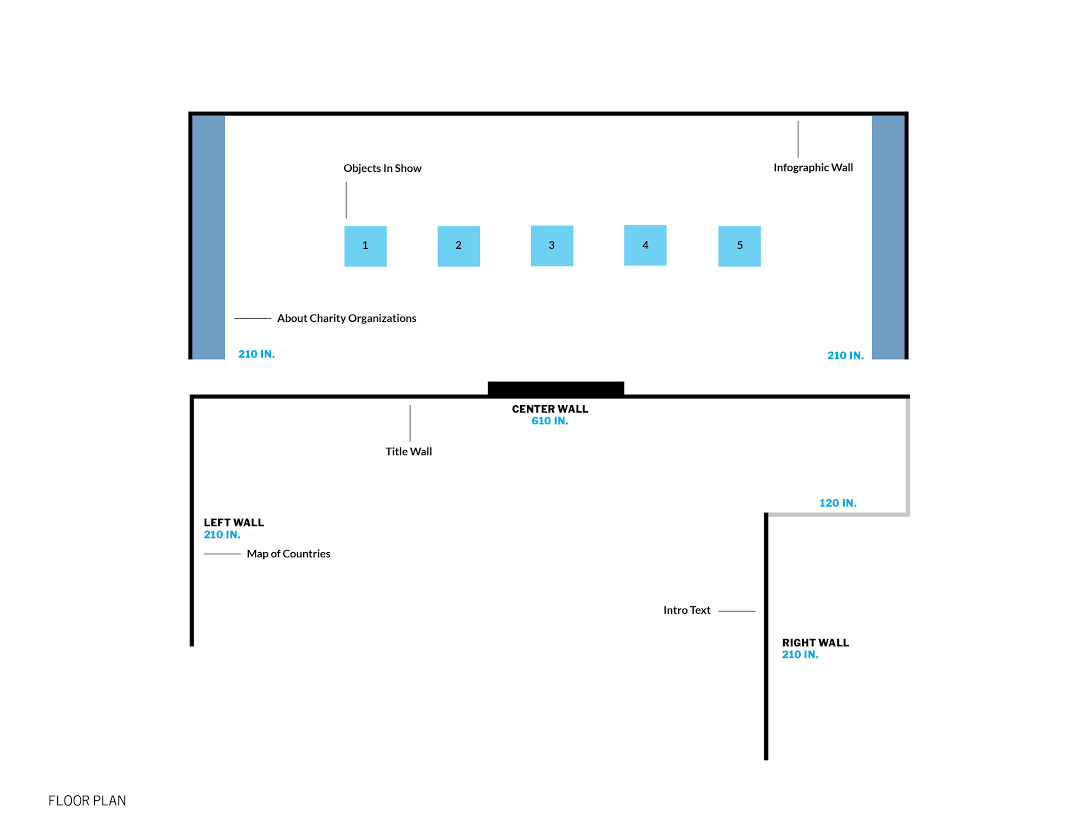 Objects In Show
Infographic Wall
1
2
3
4
5
About Charity Organizations
210 IN.
210 IN.
CENTER WALL
610 IN.
Title Wall
120 IN.
LEFT WALL
210 IN.
Map of Countries
Intro Text
RIGHT WALL
210 IN.
FLOOR PLAN